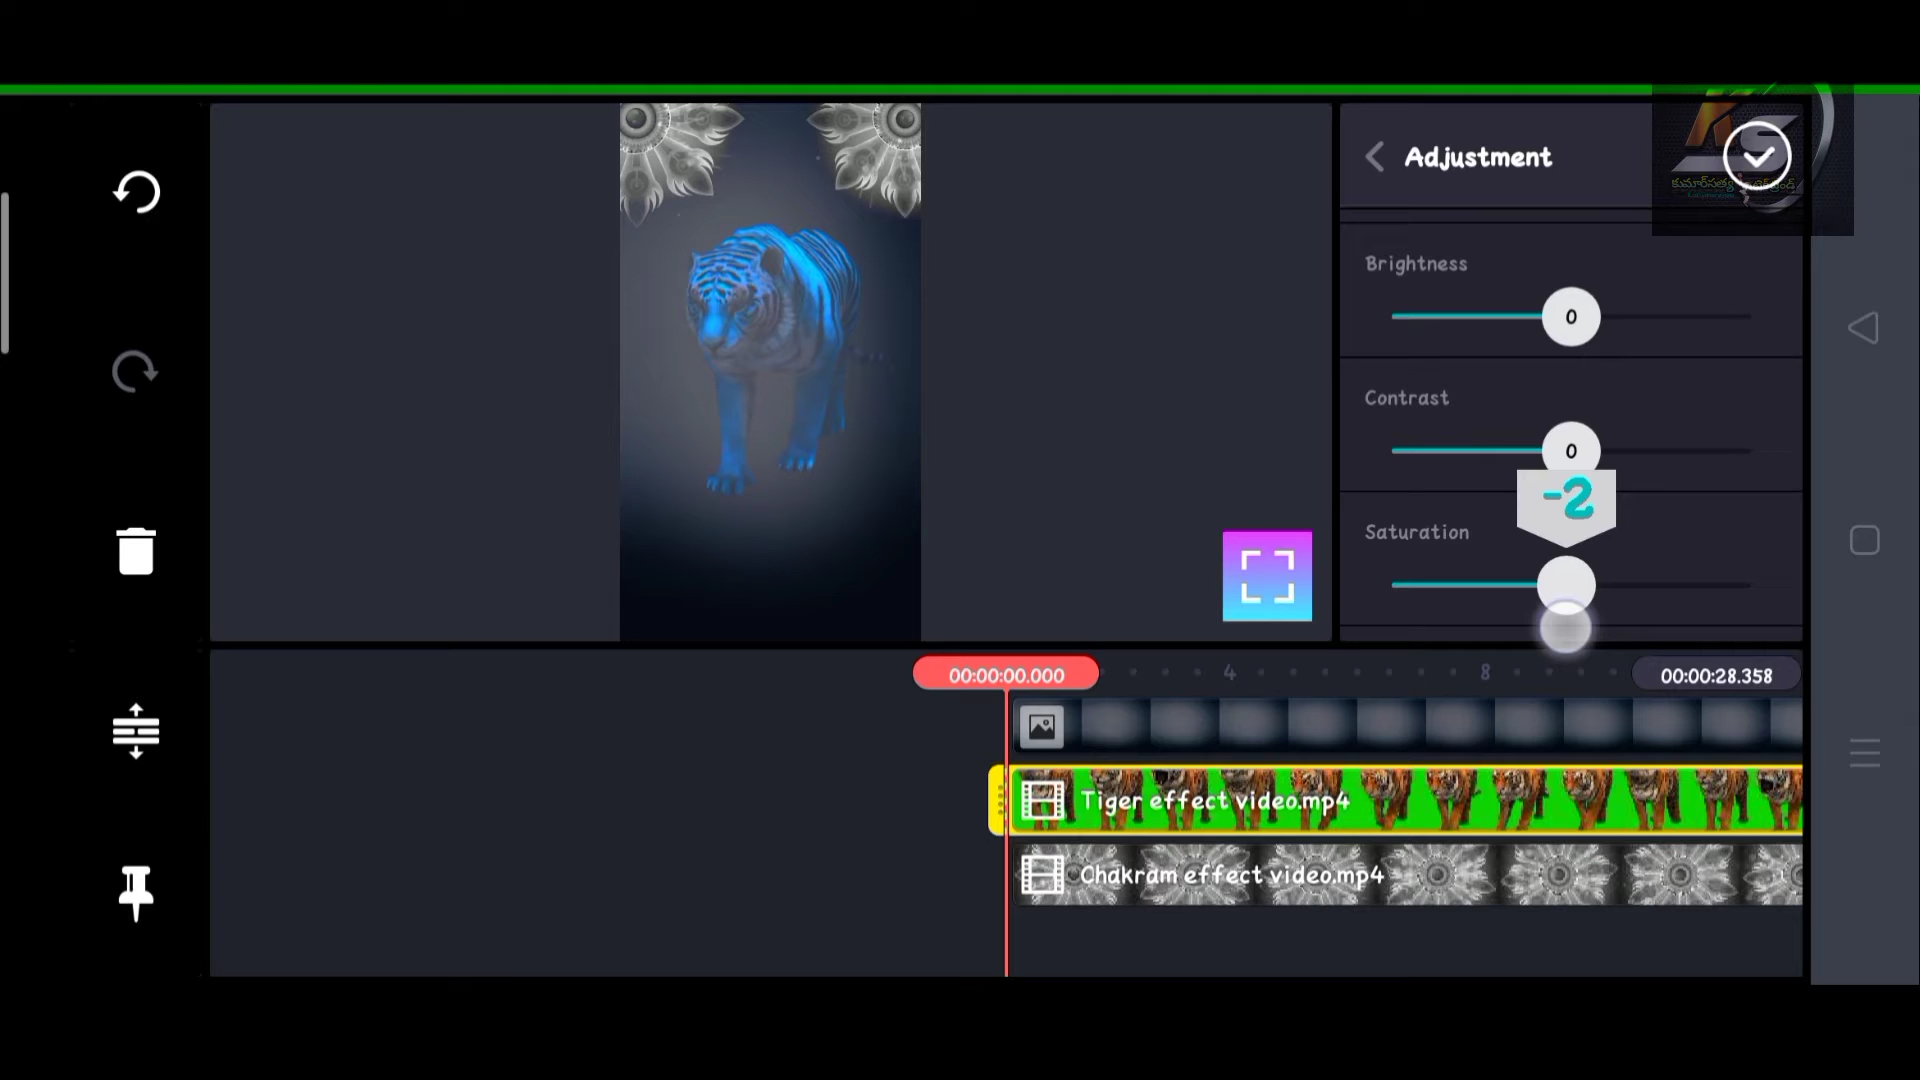 Adjustment
Brightness
0
Contrast
0
-2
Saturation
00:00:00.000
4
8
00:00:28.358
Tiger effect video.mp4
Chakram effect video.mp4